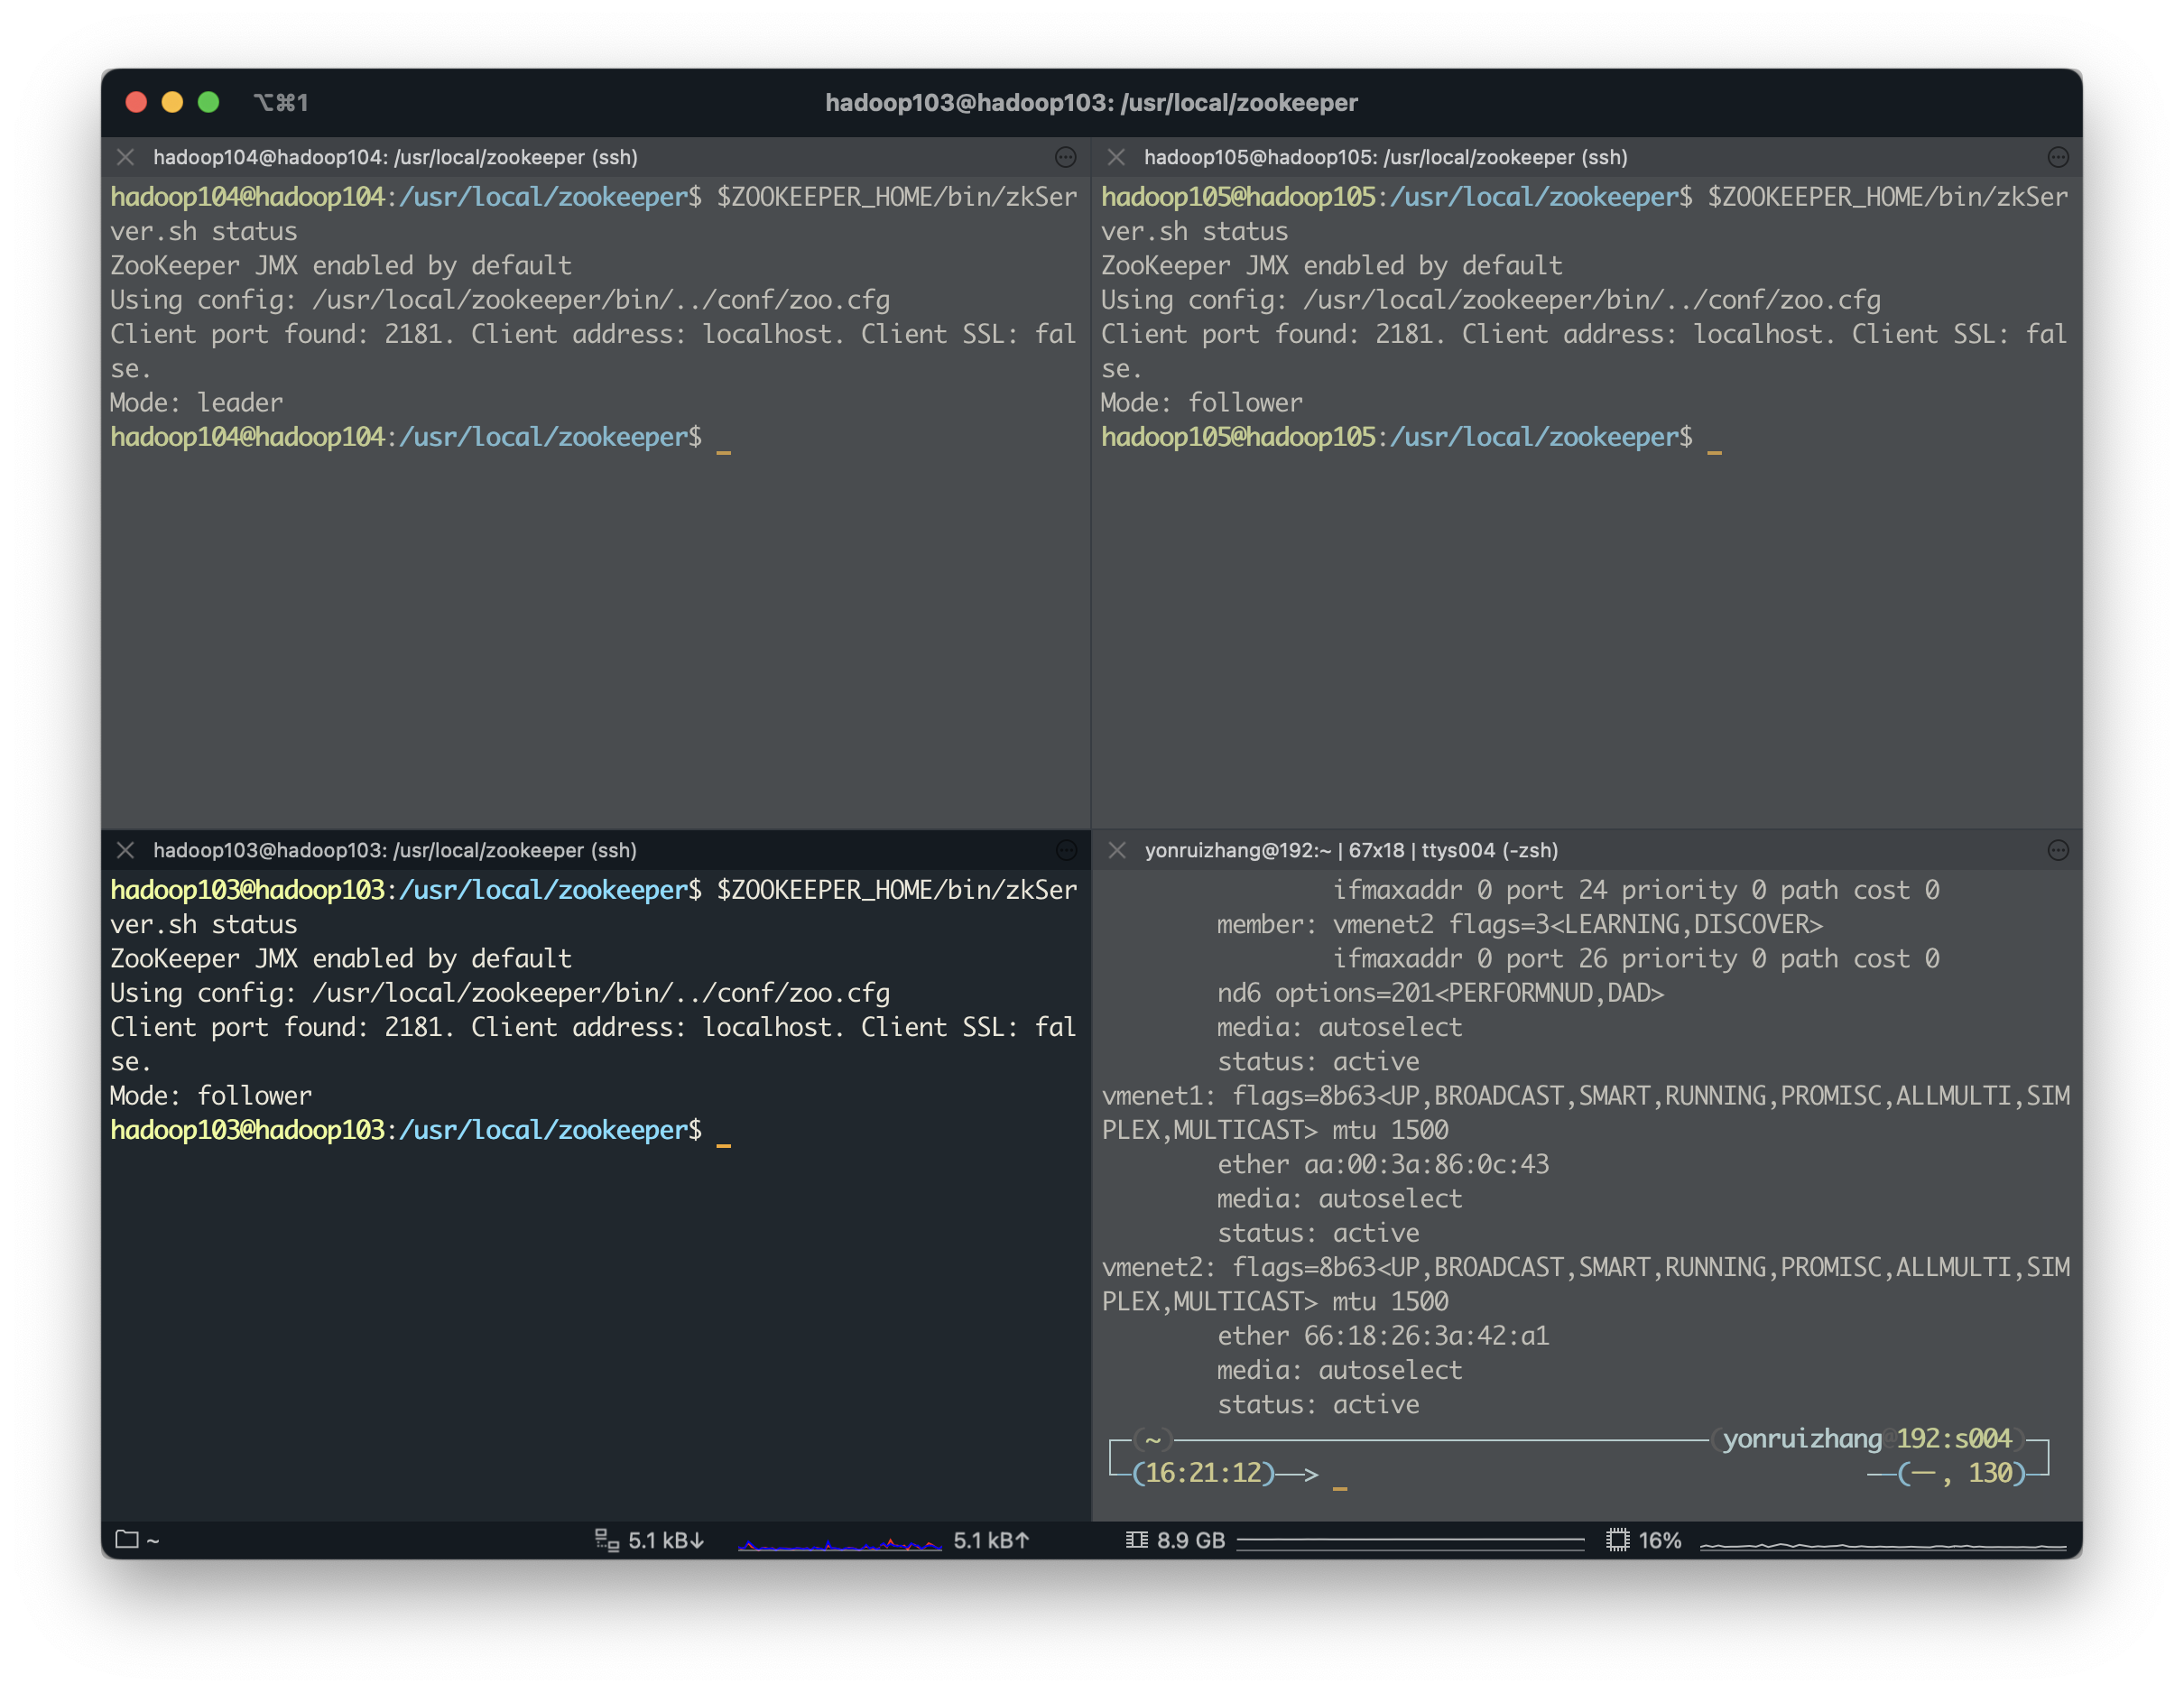 ⌥⌘1
hadoop103@hadoop103: /usr/local/zookeeper
hadoop104@hadoop104: /usr/local/zookeeper (ssh)
hadoop104@hadoop104:/usr/local/zookeeper$ $ZOOKEEPER_HOME/bin/zkSer
ver.sh status
ZooKeeper JMX enabled by default
Using config: /usr/local/zookeeper/bin/../conf/zoo.cfg
Client port found: 2181. Client address: localhost. Client SSL: fal
se.
Mode: leader
hadoop104@hadoop104:/usr/local/zookeeper$ _
hadoop105@hadoop105: /usr/local/zookeeper (ssh)
hadoop105@hadoop105:/usr/local/zookeeper$ $ZOOKEEPER_HOME/bin/zkSer
ver.sh status
ZooKeeper JMX enabled by default
Using config: /usr/local/zookeeper/bin/../conf/zoo.cfg
Client port found: 2181. Client address: localhost. Client SSL: fal
se.
Mode: follower
hadoop105@hadoop105:/usr/local/zookeeper$ _
hadoop103@hadoop103: /usr/local/zookeeper (ssh)
hadoop103@hadoop103:/usr/local/zookeeper$ $ZOOKEEPER_HOME/bin/zkSer
ver.sh status
ZooKeeper JMX enabled by default
Using config: /usr/local/zookeeper/bin/../conf/zoo.cfg
Client port found: 2181. Client address: localhost. Client SSL: fal
se.
Mode: follower
hadoop103@hadoop103:/usr/local/zookeeper$ _
yonruizhang@192:~ | 67x18 | ttys004 (-zsh)
ifmaxaddr 0 port 24 priority 0 path cost 0
member: vmenet2 flags=3<LEARNING,DISCOVER>
ifmaxaddr 0 port 26 priority 0 path cost 0
nd6 options=201<PERFORMNUD,DAD>
media: autoselect
status: active
vmenet1: flags=8b63<UP,BROADCAST,SMART,RUNNING,PROMISC,ALLMULTI,SIM
PLEX,MULTICAST> mtu 1500
ether aa:00:3a:86:0c:43
media: autoselect
status: active
vmenet2: flags=8b63<UP,BROADCAST,SMART,RUNNING,PROMISC,ALLMULTI,SIM
PLEX,MULTICAST> mtu 1500
ether 66:18:26:3a:42:a1
media: autoselect
status: active
┌─(~)─────(yonruizhang@192:s004)─┐
└─(16:21:12)──> _ ──(一, 130)─┘
~ 5.1 kB↓ 5.1 kB↑ 8.9 GB 16%